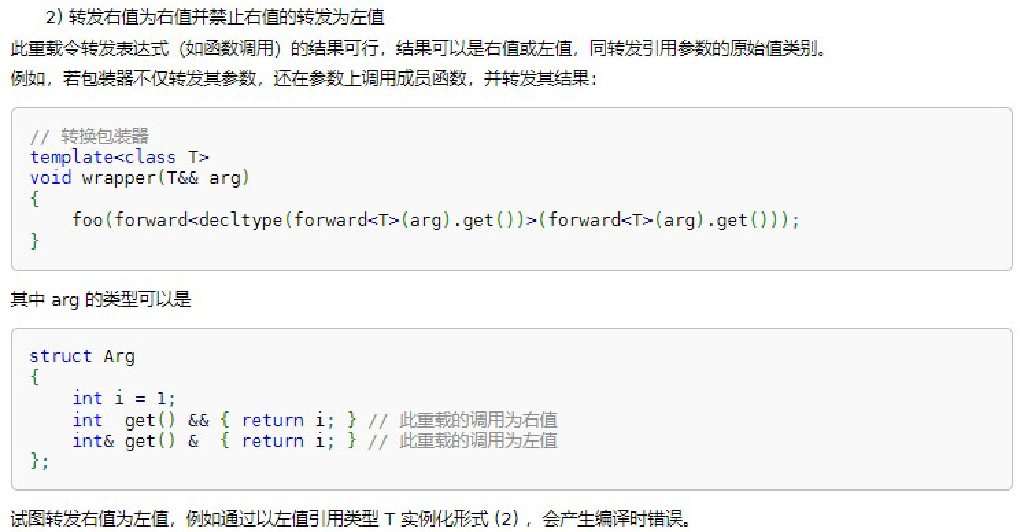 2) 转发右值为右值并禁止右值的转发为左值
此重载令转发表达式（如函数调用）的结果可行，结果可以是右值或左值，同转发引用参数的原始值类别。
例如，若包装器不仅转发其参数，还在参数上调用成员函数，并转发其结果：
// 转换包装器
template<class T>
void wrapper(T&& arg)
{
    foo(forward<decltype(forward<T>(arg).get())>(forward<T>(arg).get()));
}
其中 arg 的类型可以是
struct Arg
{
    int i = 1;
    int  get() && { return i; } // 此重载的调用为右值
    int& get() &  { return i; } // 此重载的调用为左值
};
试图转发右值为左值，例如通过以左值引用类型 T 实例化形式 (2) ，会产生编译时错误。